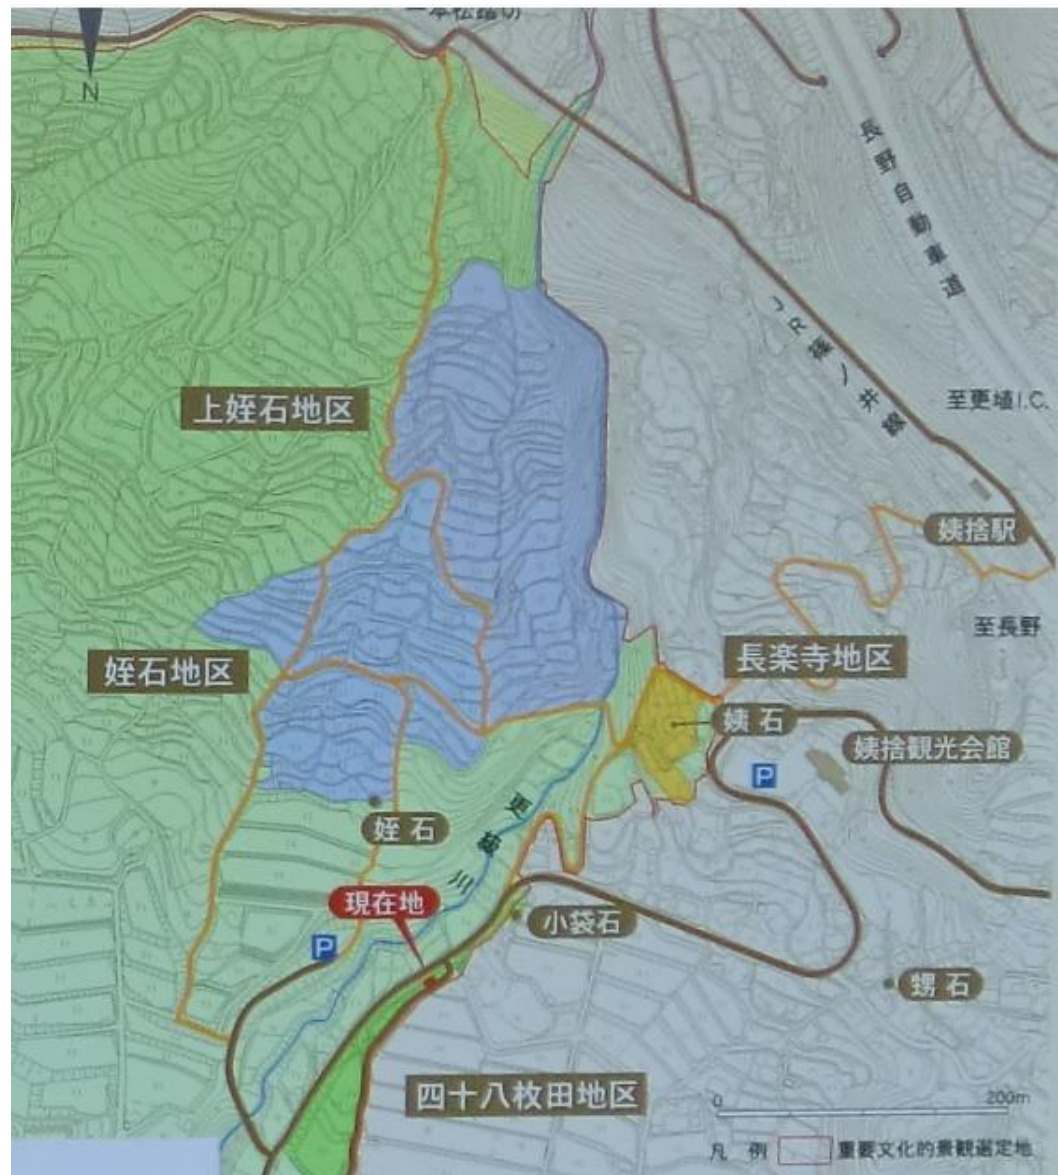 N
長野自動車道
JR篠ノ井線
至更埴I.C.
上姪石地区
姨捨駅
至長野
姪石地区
長楽寺地区
姨石
姨捨観光会館
P
更級川
姪石
現在地
小袋石
P
甥石
四十八枚田地区
0 200m
凡例 重要文化的景観選定地